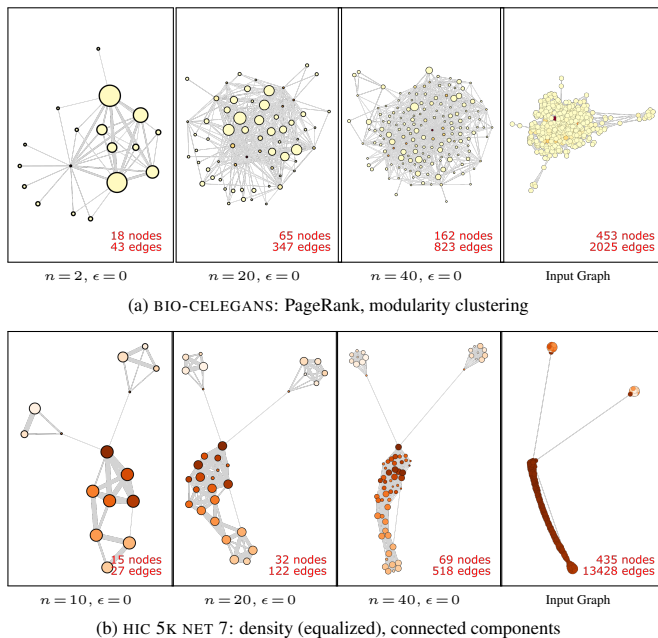 18 nodes
43 edges
65 nodes
347 edges
162 nodes
823 edges
453 nodes
2025 edges
n = 2, ϵ = 0
n = 20, ϵ = 0
n = 40, ϵ = 0
Input Graph
(a) BIO-CELEGANS: PageRank, modularity clustering
15 nodes
27 edges
32 nodes
122 edges
69 nodes
518 edges
435 nodes
13428 edges
n = 10, ϵ = 0
n = 20, ϵ = 0
n = 40, ϵ = 0
Input Graph
(b) HIC 5K NET 7: density (equalized), connected components